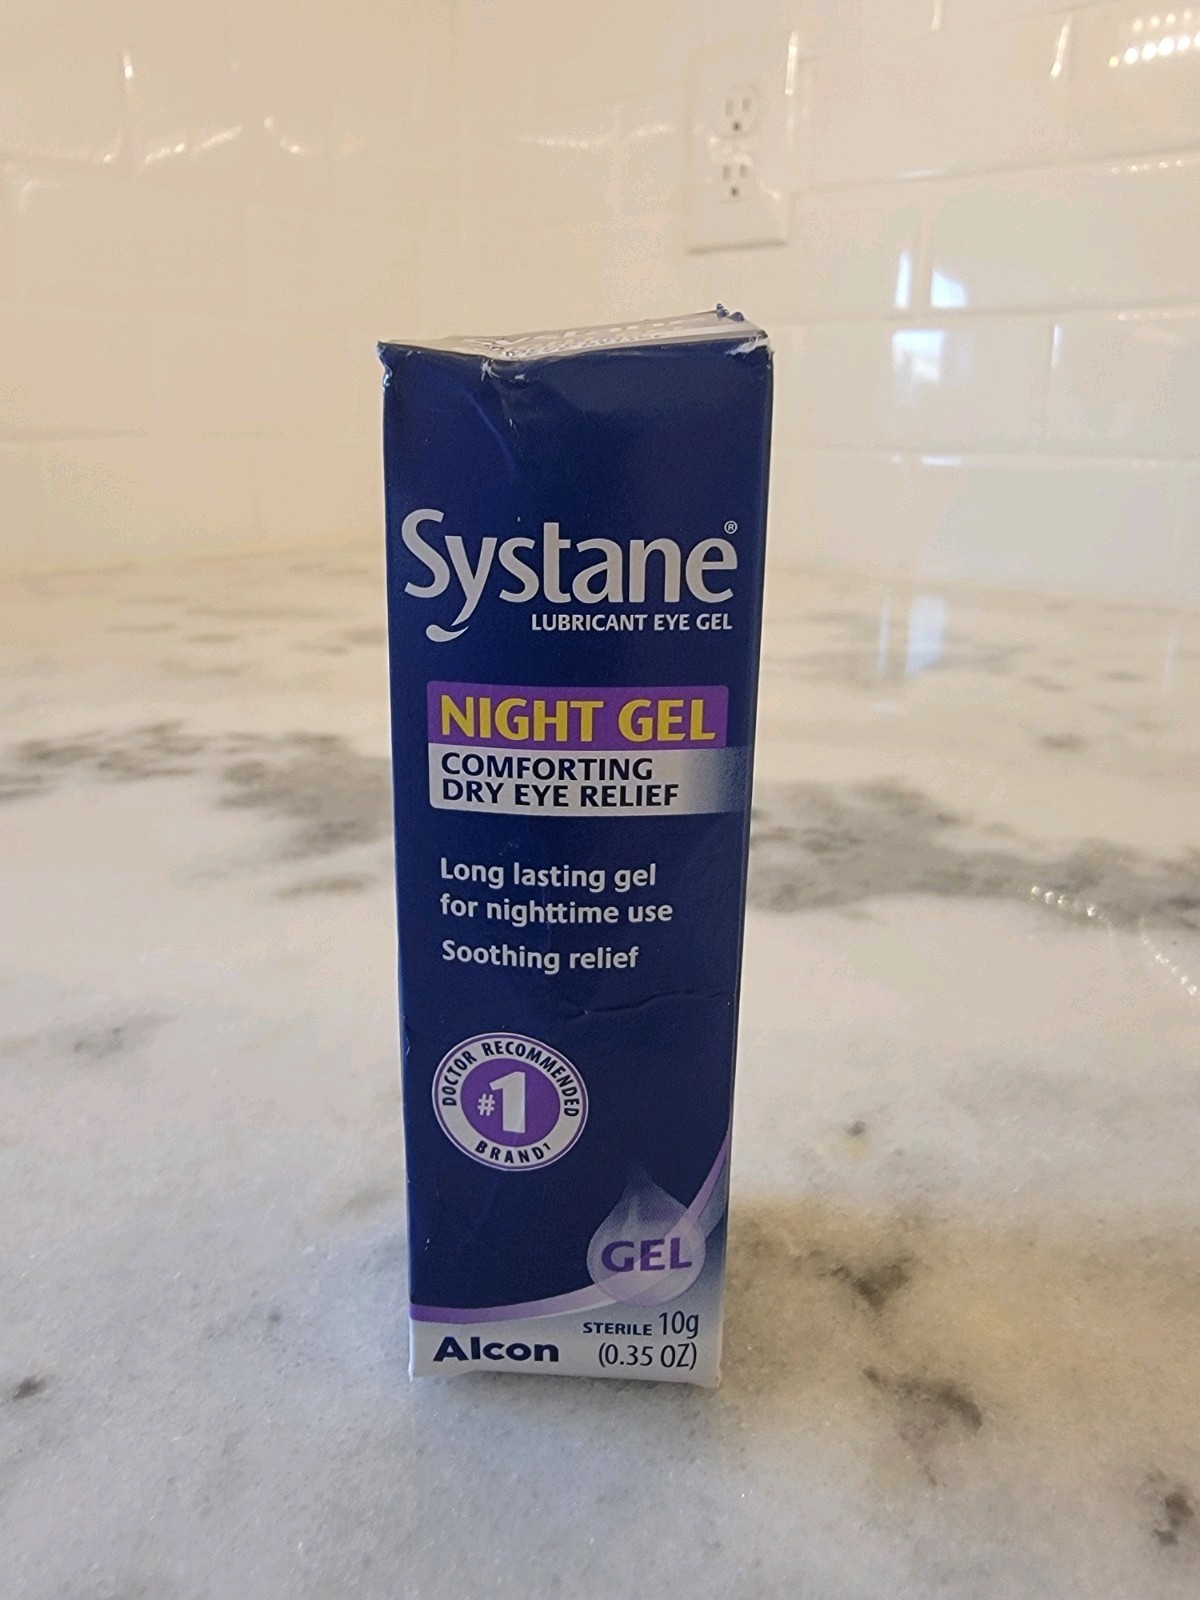 Systane®
LUBRICANT EYE GEL
NIGHT GEL
COMFORTING
DRY EYE RELIEF
Long lasting gel
for nighttime use
Soothing relief
DOCTOR RECOMMENDED
#1
BRAND¹
GEL
STERILE 10g
Alcon (0.35 OZ)